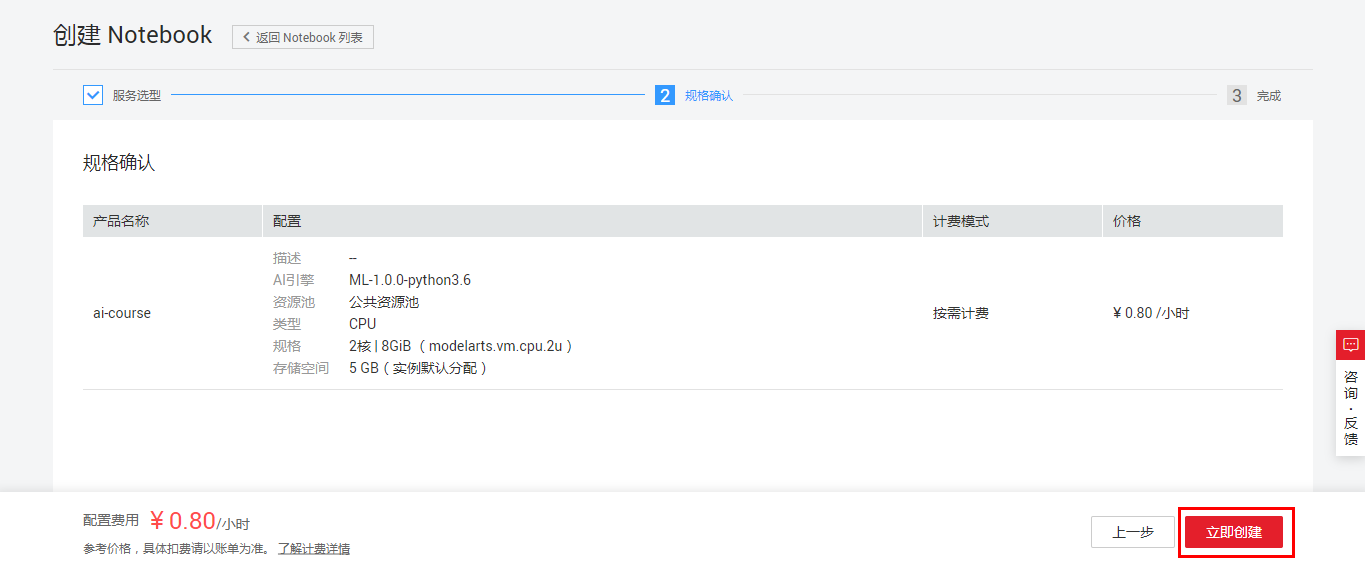 创建 Notebook
返回 Notebook 列表
服务选型
2 规格确认
3 完成
规格确认
产品名称 配置 计费模式 价格
描述 --
AI引擎 ML-1.0.0-python3.6
资源池 公共资源池
ai-course 类型 CPU 按需计费 ¥ 0.80 /小时
规格 2核 | 8GiB （modelarts.vm.cpu.2u）
存储空间 5 GB（实例默认分配）
咨询·反馈
配置费用 ¥ 0.80/小时
参考价格，具体扣费请以账单为准。 了解计费详情
上一步 立即创建